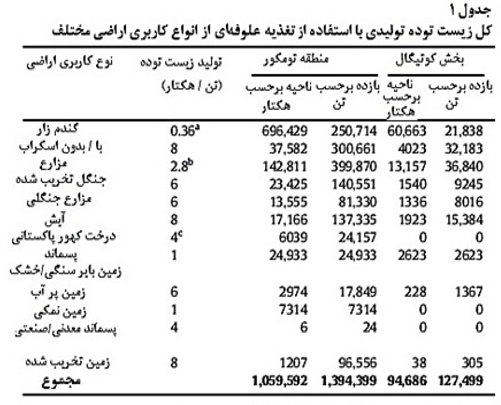 جدول ۱
کل زیست توده تولیدی با استفاده از تغذیه علوفه‌ای از انواع کاربری اراضی مختلف
نوع کاربری اراضی تولید زیست توده (تن / هکتار) منطقه تومکور بخش کوتیگال
ناحیه برحسب هکتار بازده برحسب تن ناحیه برحسب هکتار بازده برحسب تن
گندم زار 0.36a 696,429 250,714 60,663 21,838
با / بدون اسکراب 8 37,582 300,661 4023 32,183
مزارع 2.8b 142,811 399,870 13,157 36,840
جنگل تخریب شده 6 23,425 140,551 1540 9245
مزارع جنگلی 6 13,555 81,330 1336 8016
آیش 8 17,166 137,335 1923 15,384
درخت کهور پاکستانی 4c 6039 24,157 0 0
پسماند 1 24,933 24,933 2623 2623
زمین بایر سنگی/خشک
زمین پر آب 6 2974 17,849 228 1367
زمین نمکی 1 7314 7314 0 0
پسماند معدنی/صنعتی 4 6 24 0 0
زمین تخریب شده 8 1207 96,556 38 305
مجموع 1,059,592 1,394,399 94,686 127,499